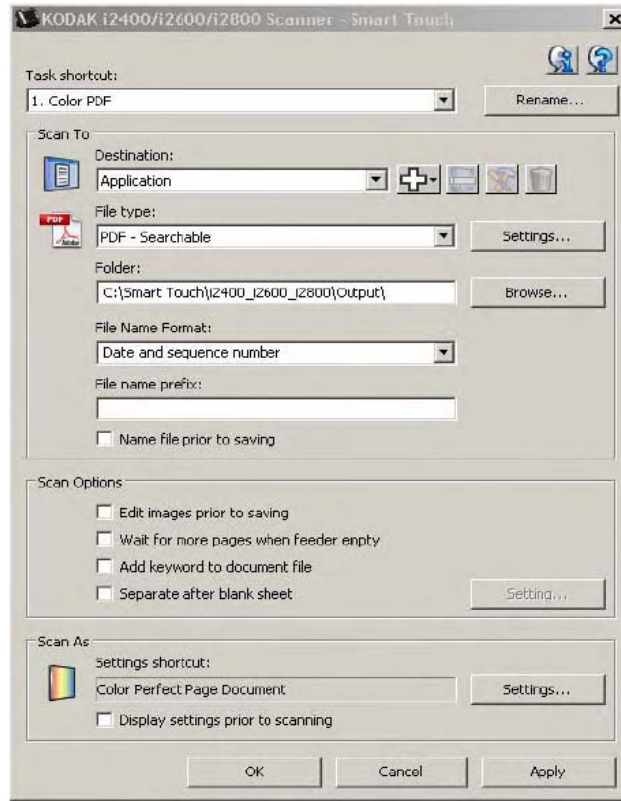 KODAK i2400/i2600/i2800 Scanner - Smart Touch
Task shortcut:
1. Color PDF
Rename...
Scan To
Destination:
Application
File type:
PDF
Adobe
PDF - Searchable
Settings...
Folder:
C:\Smart Touch\i2400_i2600_i2800\Output\
Browse...
File Name Format:
Date and sequence number
File name prefix:
Name file prior to saving
Scan Options
Edit images prior to saving
Wait for more pages when feeder empty
Add keyword to document file
Separate after blank sheet
Setting...
Scan As
Settings shortcut:
Color Perfect Page Document
Settings...
Display settings prior to scanning
OK
Cancel
Apply